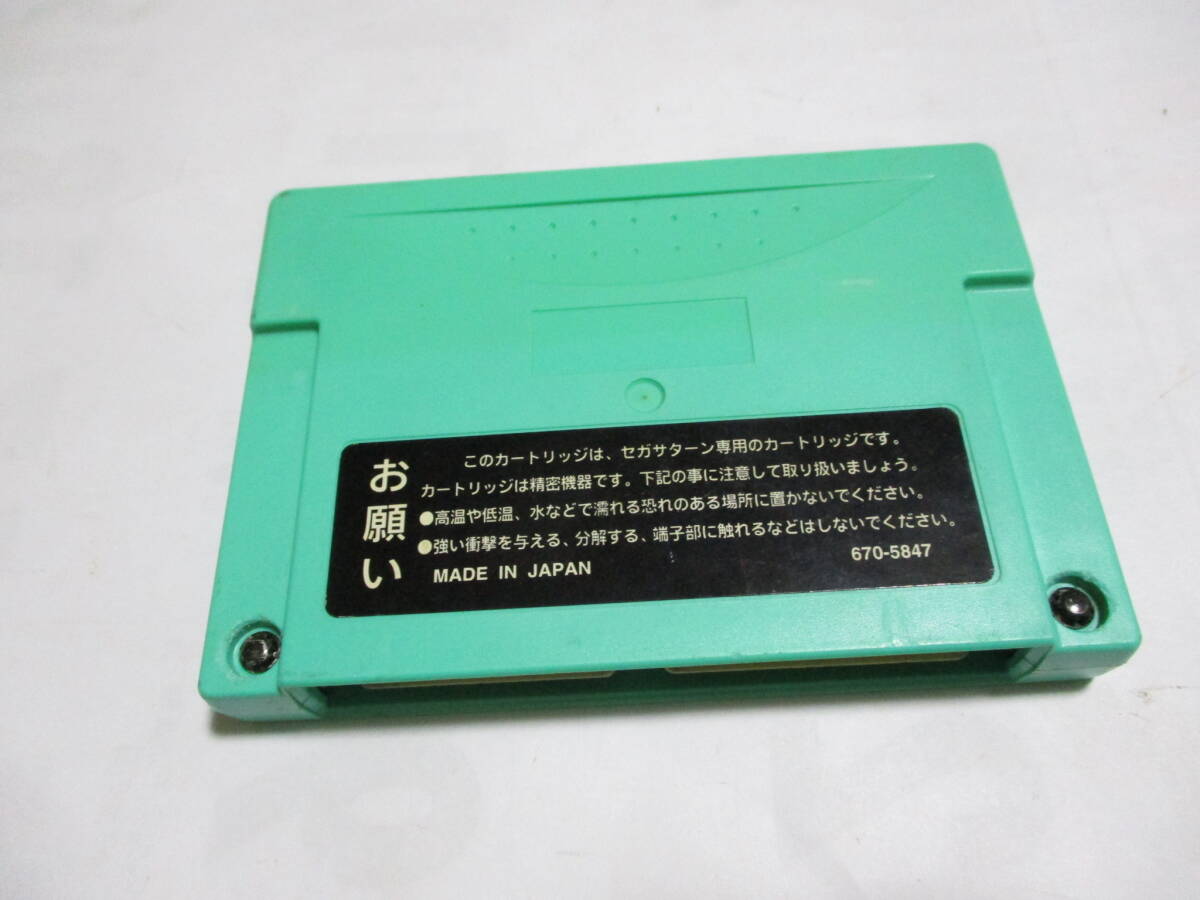 お願い
このカートリッジは、セガサターン専用のカートリッジです。
カートリッジは精密機器です。下記の事に注意して取り扱いましょう。
●高温や低温、水などで濡れる恐れのある場所に置かないでください。
●強い衝撃を与える、分解する、端子部に触れるなどはしないでください。
MADE IN JAPAN
670-5847